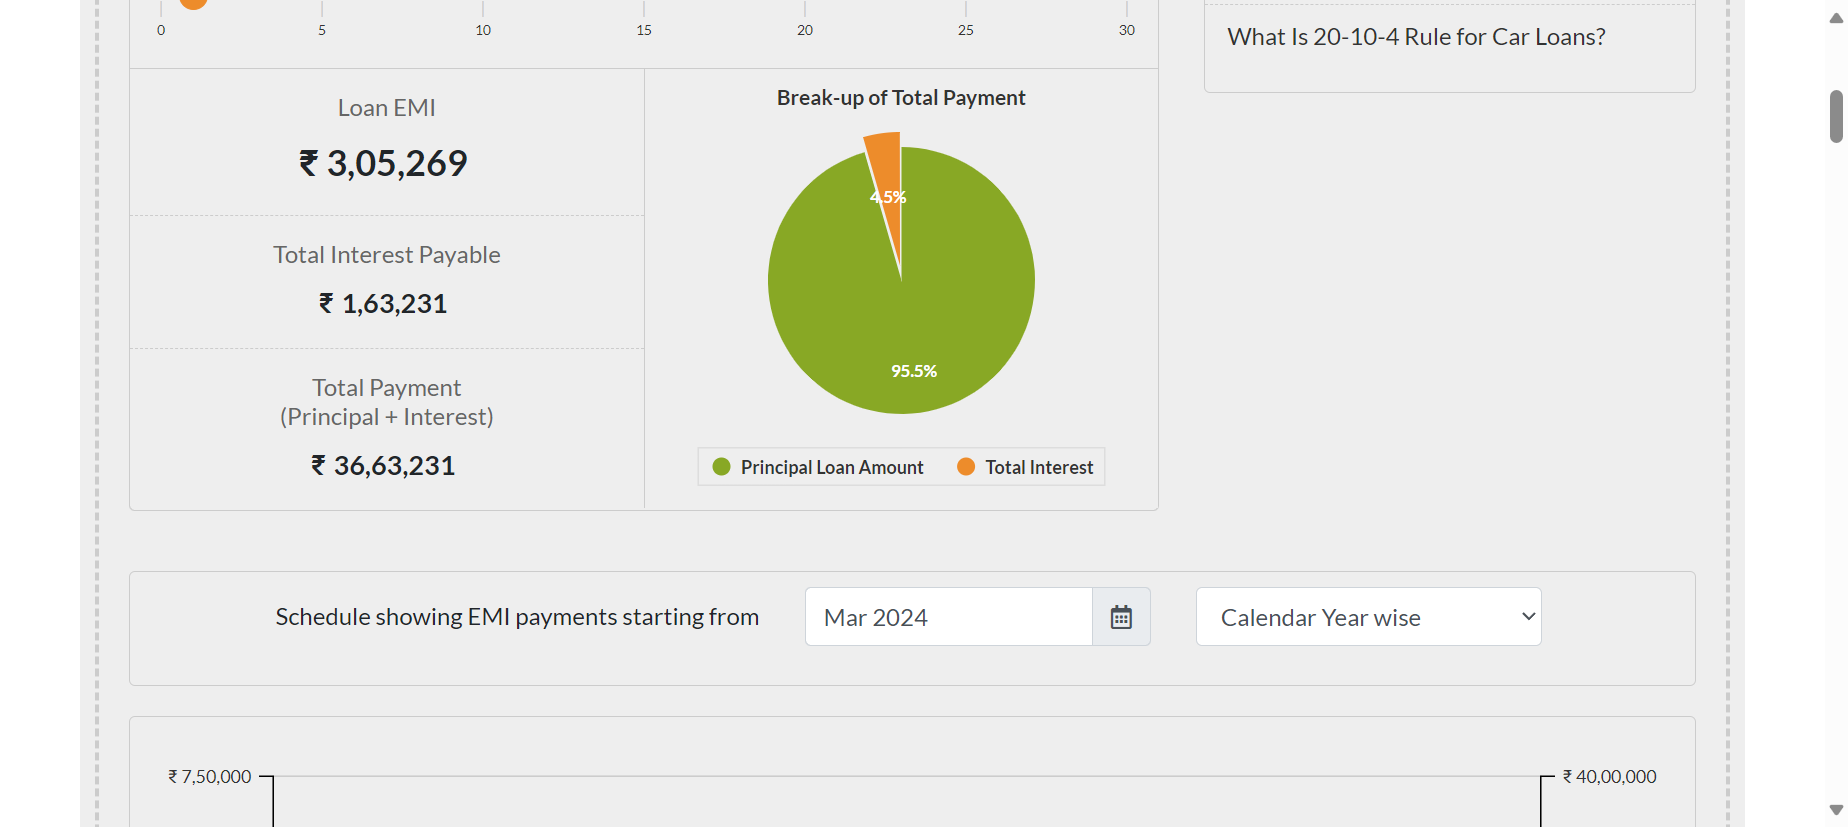 0 5 10 15 20 25 30
What Is 20-10-4 Rule for Car Loans?
Loan EMI
₹ 3,05,269
Total Interest Payable
₹ 1,63,231
Total Payment
(Principal + Interest)
₹ 36,63,231
Break-up of Total Payment
4.5%
95.5%
Principal Loan Amount Total Interest
Schedule showing EMI payments starting from Mar 2024 Calendar Year wise
₹ 7,50,000 ₹ 40,00,000